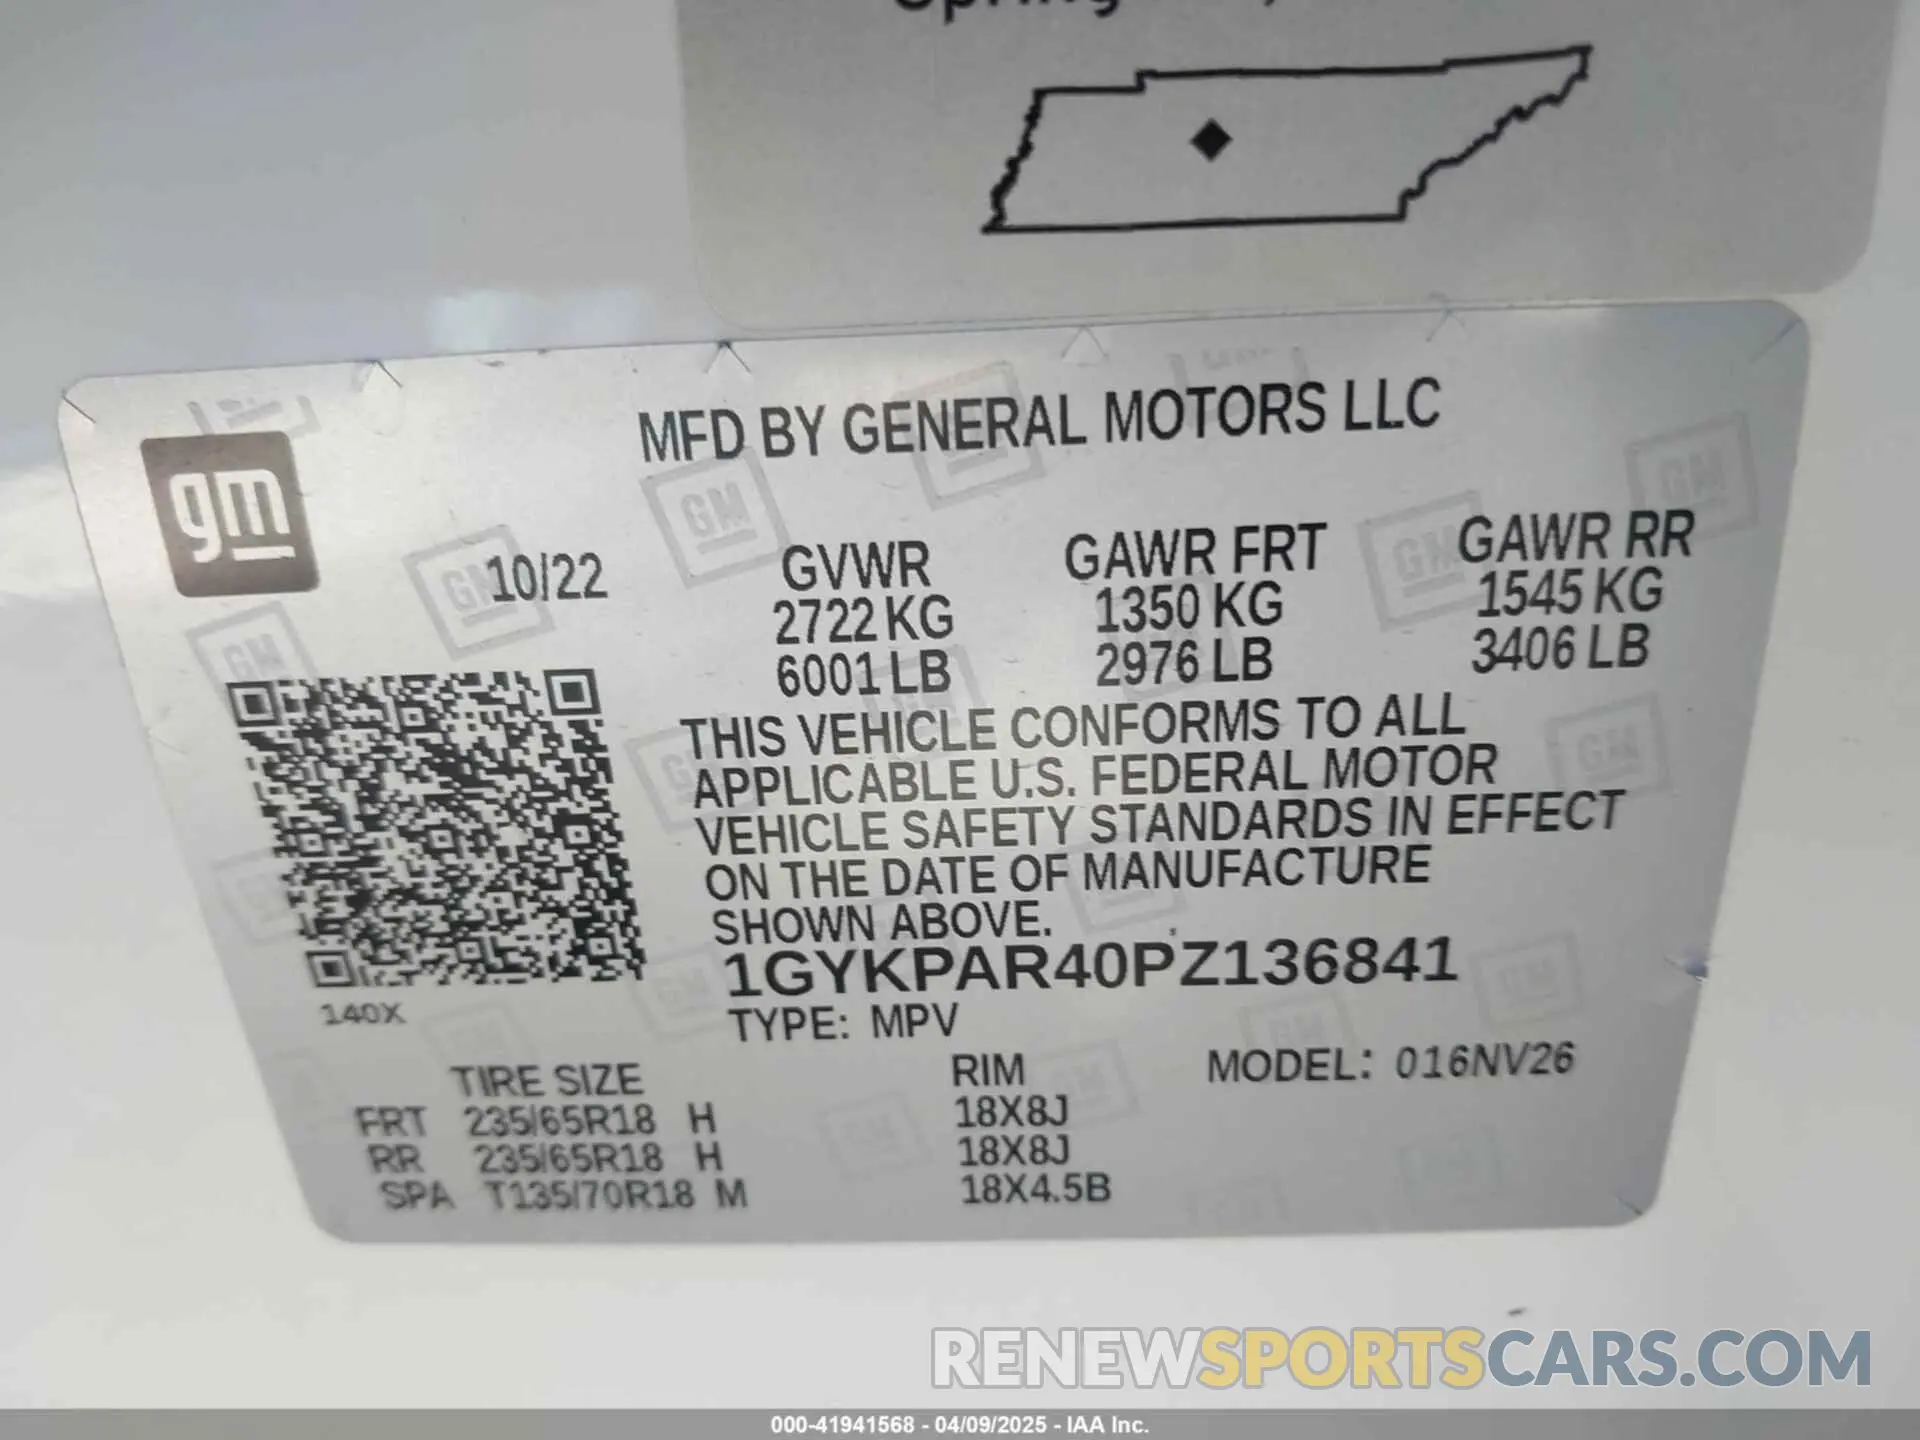 Spring
MFD BY GENERAL MOTORS LLC
gm
10/22
GVWR
2722 KG
6001 LB
GAWR FRT
1350 KG
2976 LB
GAWR RR
1545 KG
3406 LB
THIS VEHICLE CONFORMS TO ALL
APPLICABLE U.S. FEDERAL MOTOR
VEHICLE SAFETY STANDARDS IN EFFECT
ON THE DATE OF MANUFACTURE
SHOWN ABOVE.
1GYKPAR40PZ136841
140X
TYPE: MPV
MODEL: 016NV26
TIRE SIZE
RIM
FRT 235/65R18 H 18X8J
RR 235/65R18 H 18X8J
SPA T135/70R18 M 18X4.5B
RENEWSPORTSCARS.COM
000-41941568 - 04/09/2025 - IAA Inc.